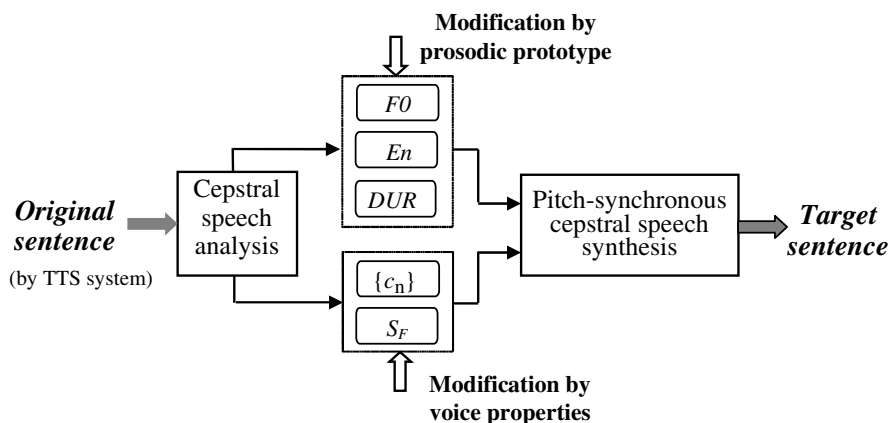 Modification by
prosodic prototype
F0
En
DUR
Cepstral
speech
analysis
Original
sentence
(by TTS system)
Pitch-synchronous
cepstral speech
synthesis
Target
sentence
{cn}
SF
Modification by
voice properties